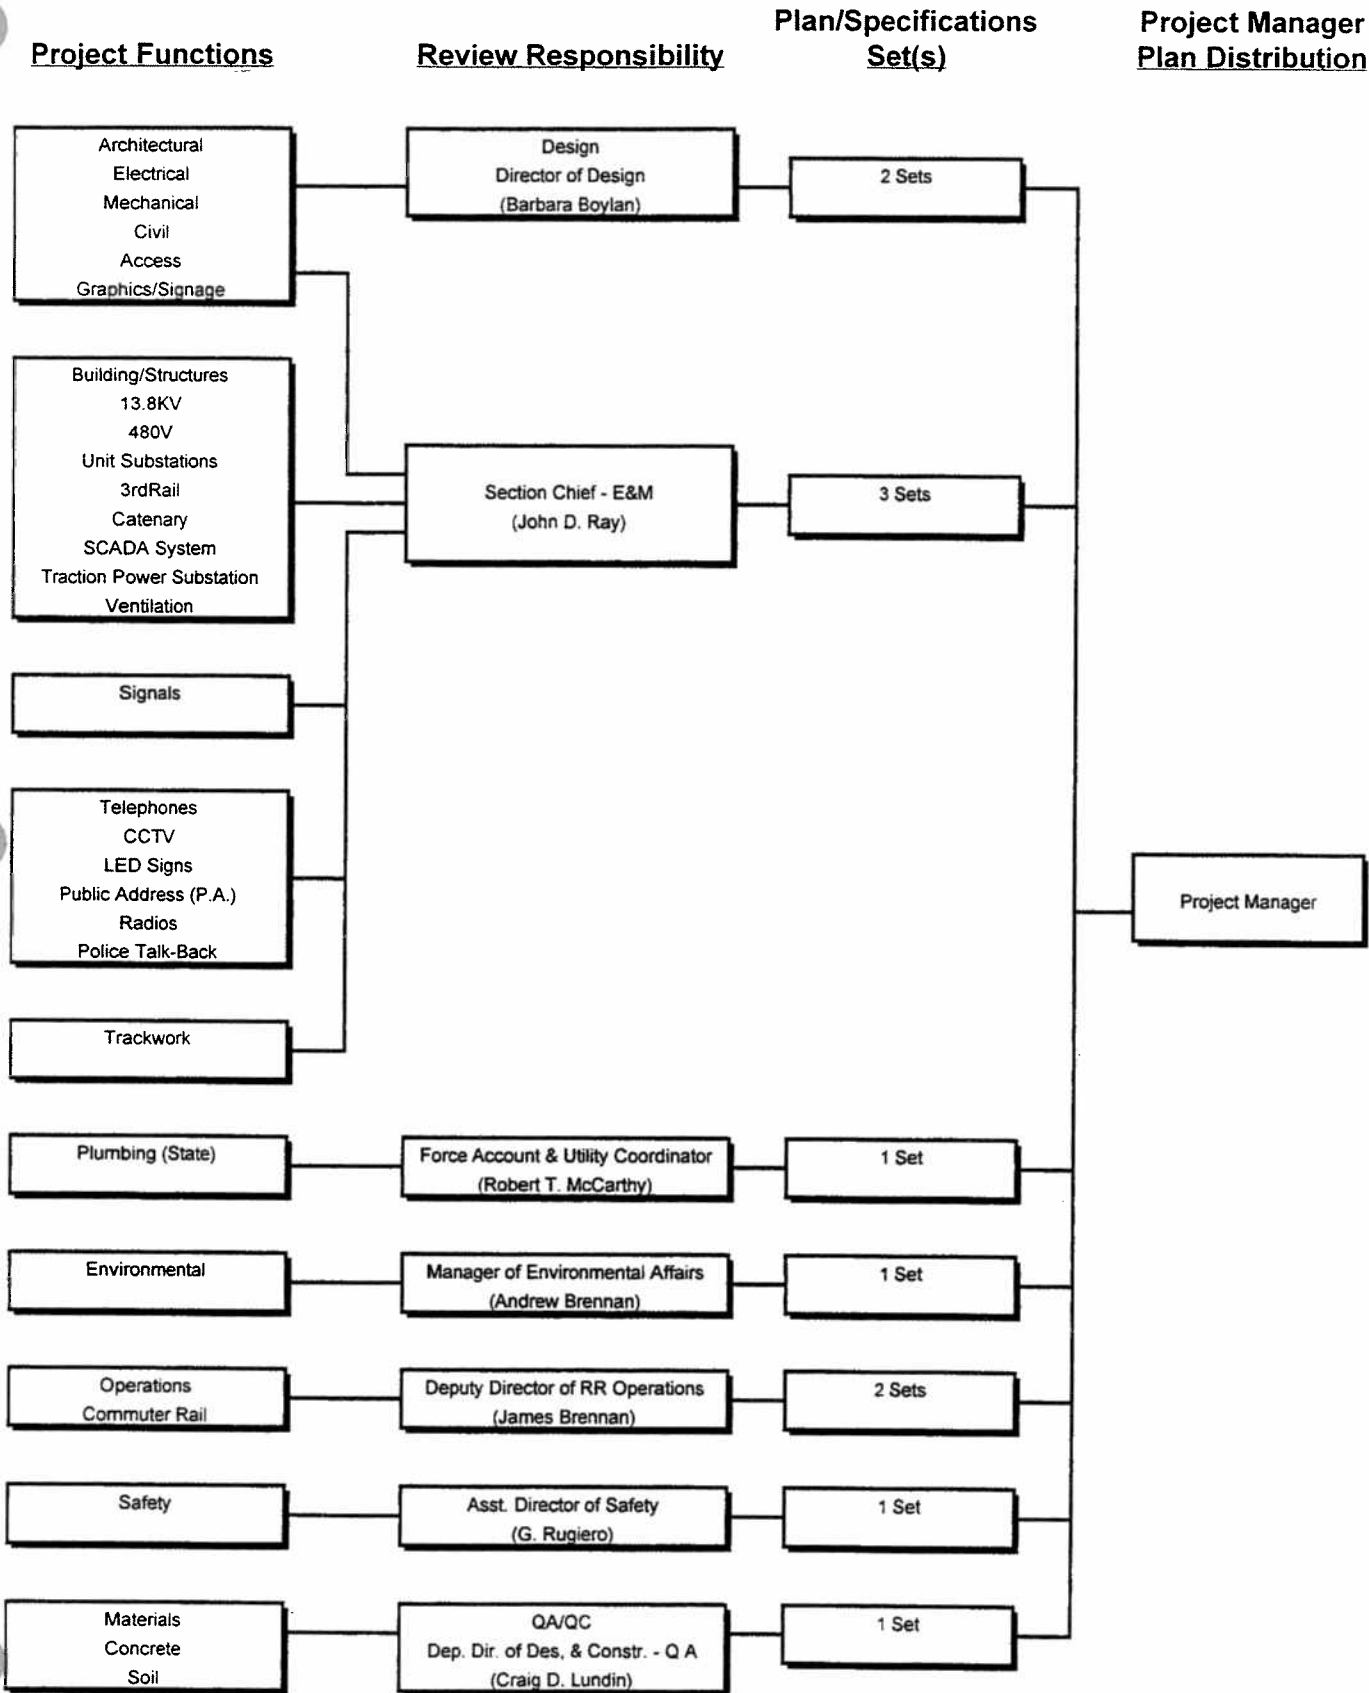 Project Functions
Review Responsibility
Plan/Specifications
Set(s)
Project Manager
Plan Distribution
Architectural
Electrical
Mechanical
Civil
Access
Graphics/Signage
Design
Director of Design
(Barbara Boylan)
2 Sets
Building/Structures
13.8KV
480V
Unit Substations
3rdRail
Catenary
SCADA System
Traction Power Substation
Ventilation
Section Chief - E&M
(John D. Ray)
3 Sets
Signals
Telephones
CCTV
LED Signs
Public Address (P.A.)
Radios
Police Talk-Back
Project Manager
Trackwork
Plumbing (State)
Force Account & Utility Coordinator
(Robert T. McCarthy)
1 Set
Environmental
Manager of Environmental Affairs
(Andrew Brennan)
1 Set
Operations
Commuter Rail
Deputy Director of RR Operations
(James Brennan)
2 Sets
Safety
Asst. Director of Safety
(G. Rugiero)
1 Set
Materials
Concrete
Soil
QA/QC
Dep. Dir. of Des, & Constr. - Q A
(Craig D. Lundin)
1 Set